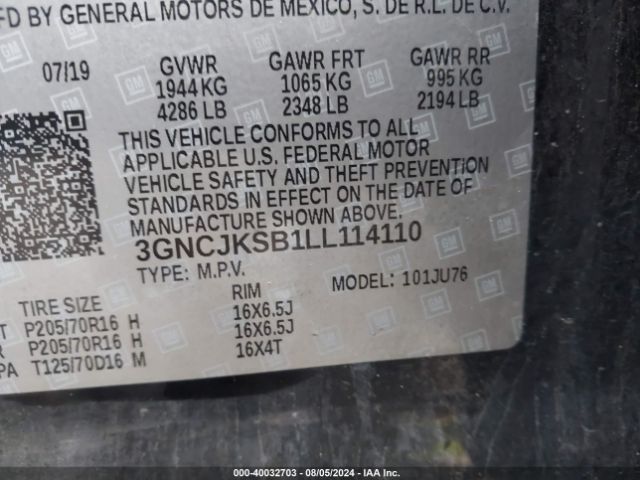 FD BY GENERAL MOTORS DE MEXICO, S. DE R.L. DE C.V.
07/19 GVWR GAWR FRT GAWR RR
1944 KG 1065 KG 995 KG
4286 LB 2348 LB 2194 LB
THIS VEHICLE CONFORMS TO ALL
APPLICABLE U.S. FEDERAL MOTOR
VEHICLE SAFETY AND THEFT PREVENTION
STANDARDS IN EFFECT ON THE DATE OF
MANUFACTURE SHOWN ABOVE.
3GNCJKSB1LL114110
TYPE: M.P.V. MODEL: 101JU76
TIRE SIZE RIM
T P205/70R16 H 16X6.5J
R P205/70R16 H 16X6.5J
PA T125/70D16 M 16X4T
000-40032703 - 08/05/2024 - IAA Inc.